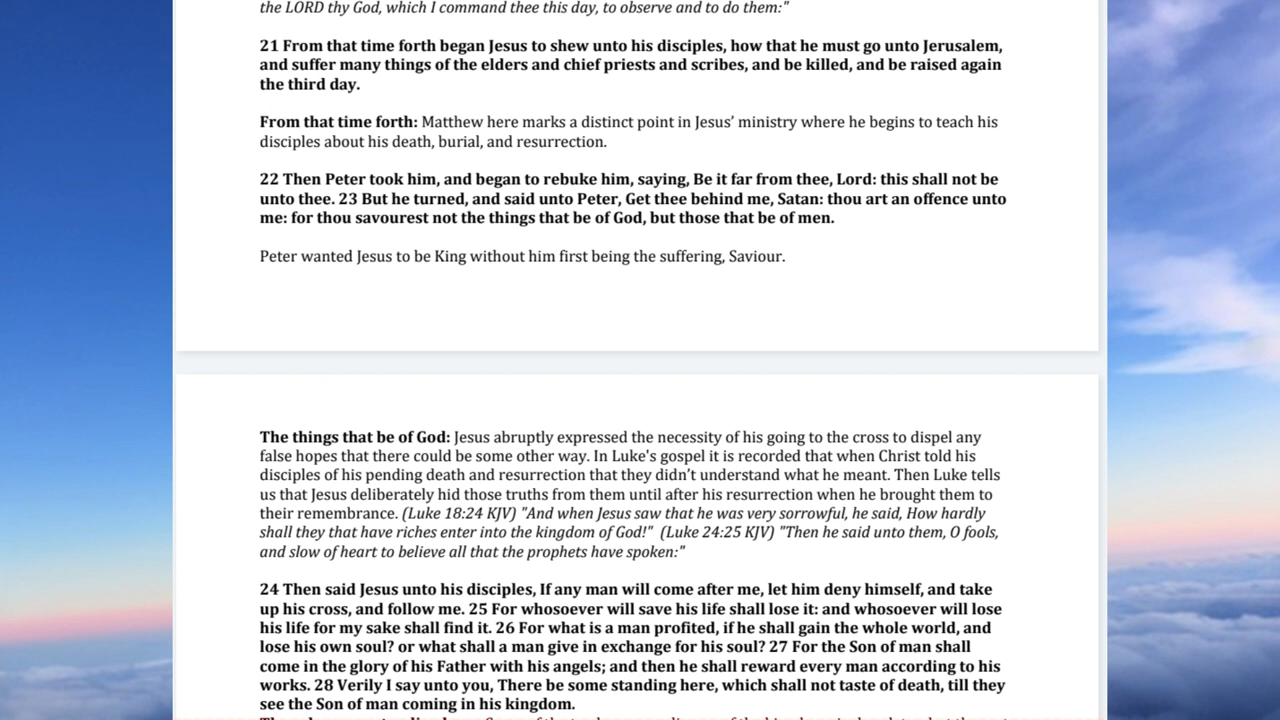 the LORD thy God, which I command thee this day, to observe and to do them:"
21 From that time forth began Jesus to shew unto his disciples, how that he must go unto Jerusalem,
and suffer many things of the elders and chief priests and scribes, and be killed, and be raised again
the third day.
From that time forth: Matthew here marks a distinct point in Jesus’ ministry where he begins to teach his
disciples about his death, burial, and resurrection.
22 Then Peter took him, and began to rebuke him, saying, Be it far from thee, Lord: this shall not be
unto thee. 23 But he turned, and said unto Peter, Get thee behind me, Satan: thou art an offence unto
me: for thou savourest not the things that be of God, but those that be of men.
Peter wanted Jesus to be King without him first being the suffering, Saviour.
The things that be of God: Jesus abruptly expressed the necessity of his going to the cross to dispel any
false hopes that there could be some other way. In Luke's gospel it is recorded that when Christ told his
disciples of his pending death and resurrection that they didn’t understand what he meant. Then Luke tells
us that Jesus deliberately hid those truths from them until after his resurrection when he brought them to
their remembrance. (Luke 18:24 KJV) "And when Jesus saw that he was very sorrowful, he said, How hardly
shall they that have riches enter into the kingdom of God!" (Luke 24:25 KJV) "Then he said unto them, O fools,
and slow of heart to believe all that the prophets have spoken:"
24 Then said Jesus unto his disciples, If any man will come after me, let him deny himself, and take
up his cross, and follow me. 25 For whosoever will save his life shall lose it: and whosoever will lose
his life for my sake shall find it. 26 For what is a man profited, if he shall gain the whole world, and
lose his own soul? or what shall a man give in exchange for his soul? 27 For the Son of man shall
come in the glory of his Father with his angels; and then he shall reward every man according to his
works. 28 Verily I say unto you, There be some standing here, which shall not taste of death, till they
see the Son of man coming in his kingdom.